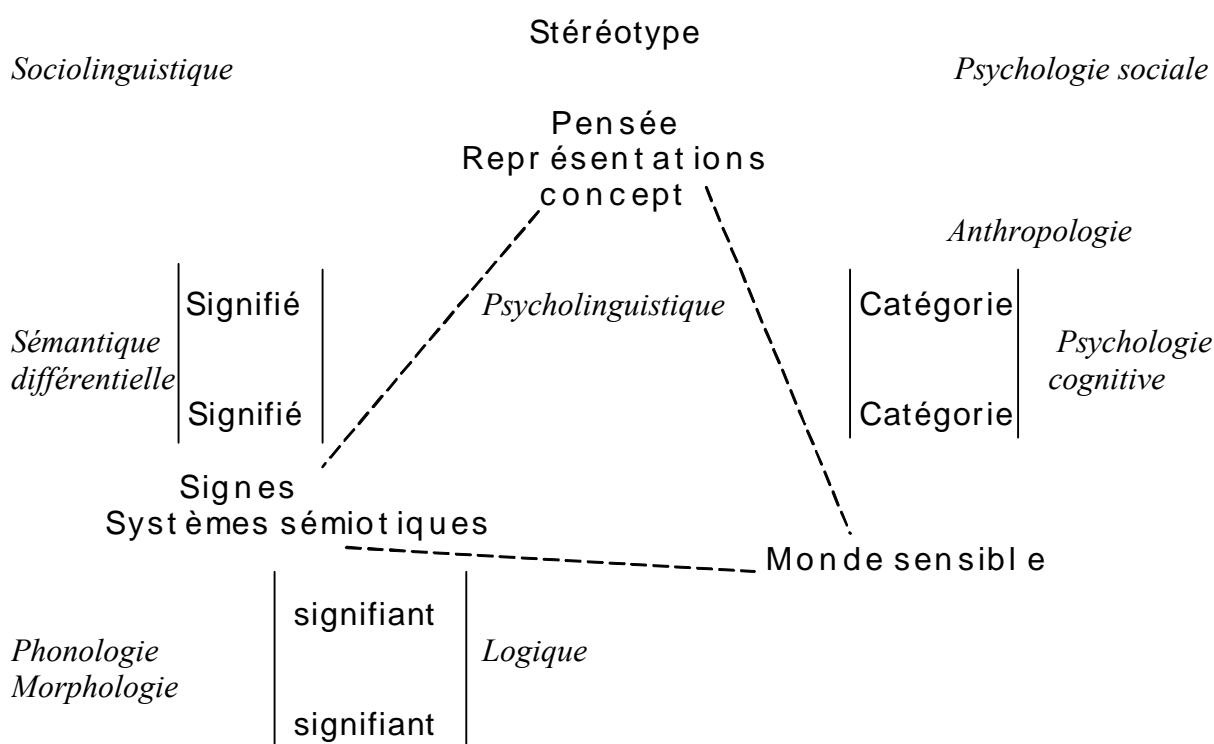 Stéréotype
Sociolinguistique
Psychologie sociale
Pensée
Représentations
concept
Anthropologie
Signifié
Psycholinguistique
Catégorie
Sémantique
différentielle
Psychologie
cognitive
Signifié
Catégorie
Signes
Systèmes sémiotiques
Monde sensible
signifiant
Phonologie
Morphologie
Logique
signifiant